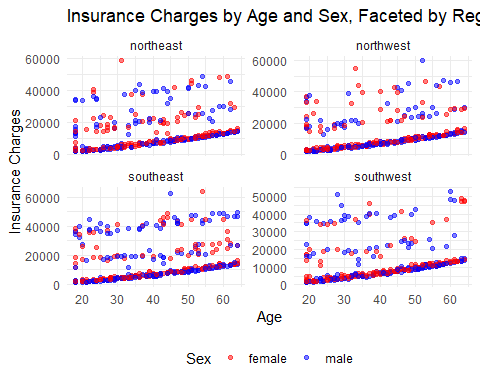 Insurance Charges by Age and Sex, Faceted by Reg
northeast northwest
60000 60000
40000 40000
20000 20000
0 0
southeast southwest
60000 50000
40000 40000
30000
20000 20000
10000
0 0
20 30 40 50 60 20 30 40 50 60
Insurance Charges
Age
Sex female male